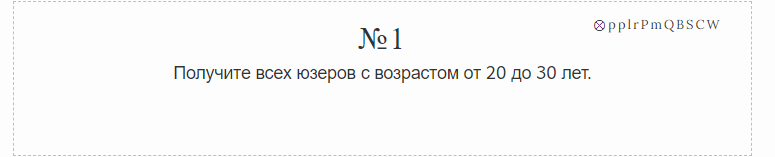 ⊗pplrPmQBSCW
№1
Получите всех юзеров с возрастом от 20 до 30 лет.